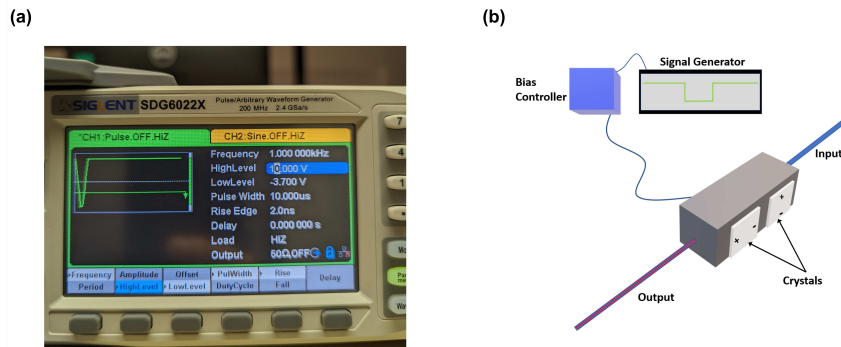 (a)
(b)
SIGLENT SDG6022X
Pulse/Arbitrary Waveform Generator
200 MHz 2.4 GSa/s
*CH1:Pulse.OFF.HiZ
CH2:Sine.OFF.HiZ
Frequency 1.000 000kHz
HighLevel 10.000 V
LowLevel -3.700 V
Pulse Width 10.000us
Rise Edge 2.0ns
Delay 0.000 000 s
Load HiZ
Output 50Ω,OFF
Frequency Amplitude Offset PulWidth Rise Delay
Period HighLevel LowLevel DutyCycle Fall
7
4
1
Signal Generator
Bias
Controller
Input
+
-
-
+
-
Crystals
Output